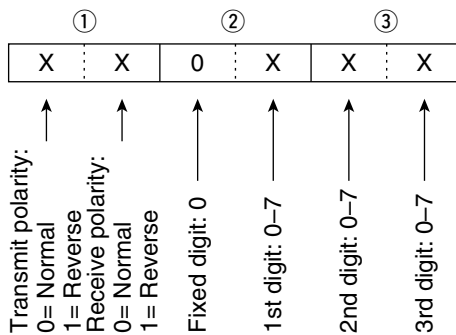 ① ② ③
X X 0 X X X
Transmit polarity:
0= Normal
1= Reverse
Receive polarity:
0= Normal
1= Reverse
Fixed digit: 0
1st digit: 0–7
2nd digit: 0–7
3rd digit: 0–7